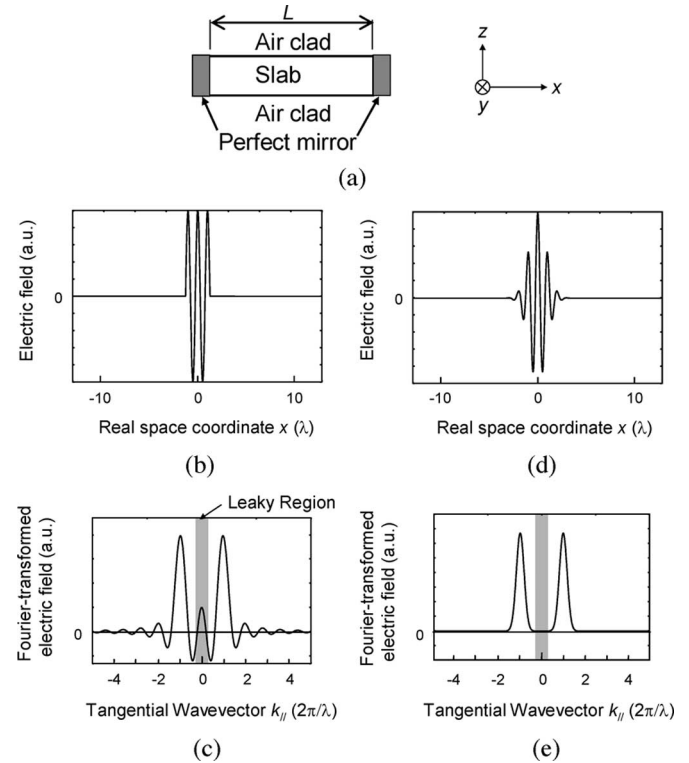 L
Air clad
Slab
Air clad
Perfect mirror
z
x
y
(a)
Electric field (a.u.)
0
-10 0 10
Real space coordinate x (λ)
(b)
Electric field (a.u.)
0
-10 0 10
Real space coordinate x (λ)
(d)
Leaky Region
Fourier-transformed
electric field (a.u.)
0
-4 -2 0 2 4
Tangential Wavevector k// (2π/λ)
(c)
Fourier-transformed
electric field (a.u.)
0
-4 -2 0 2 4
Tangential Wavevector k// (2π/λ)
(e)